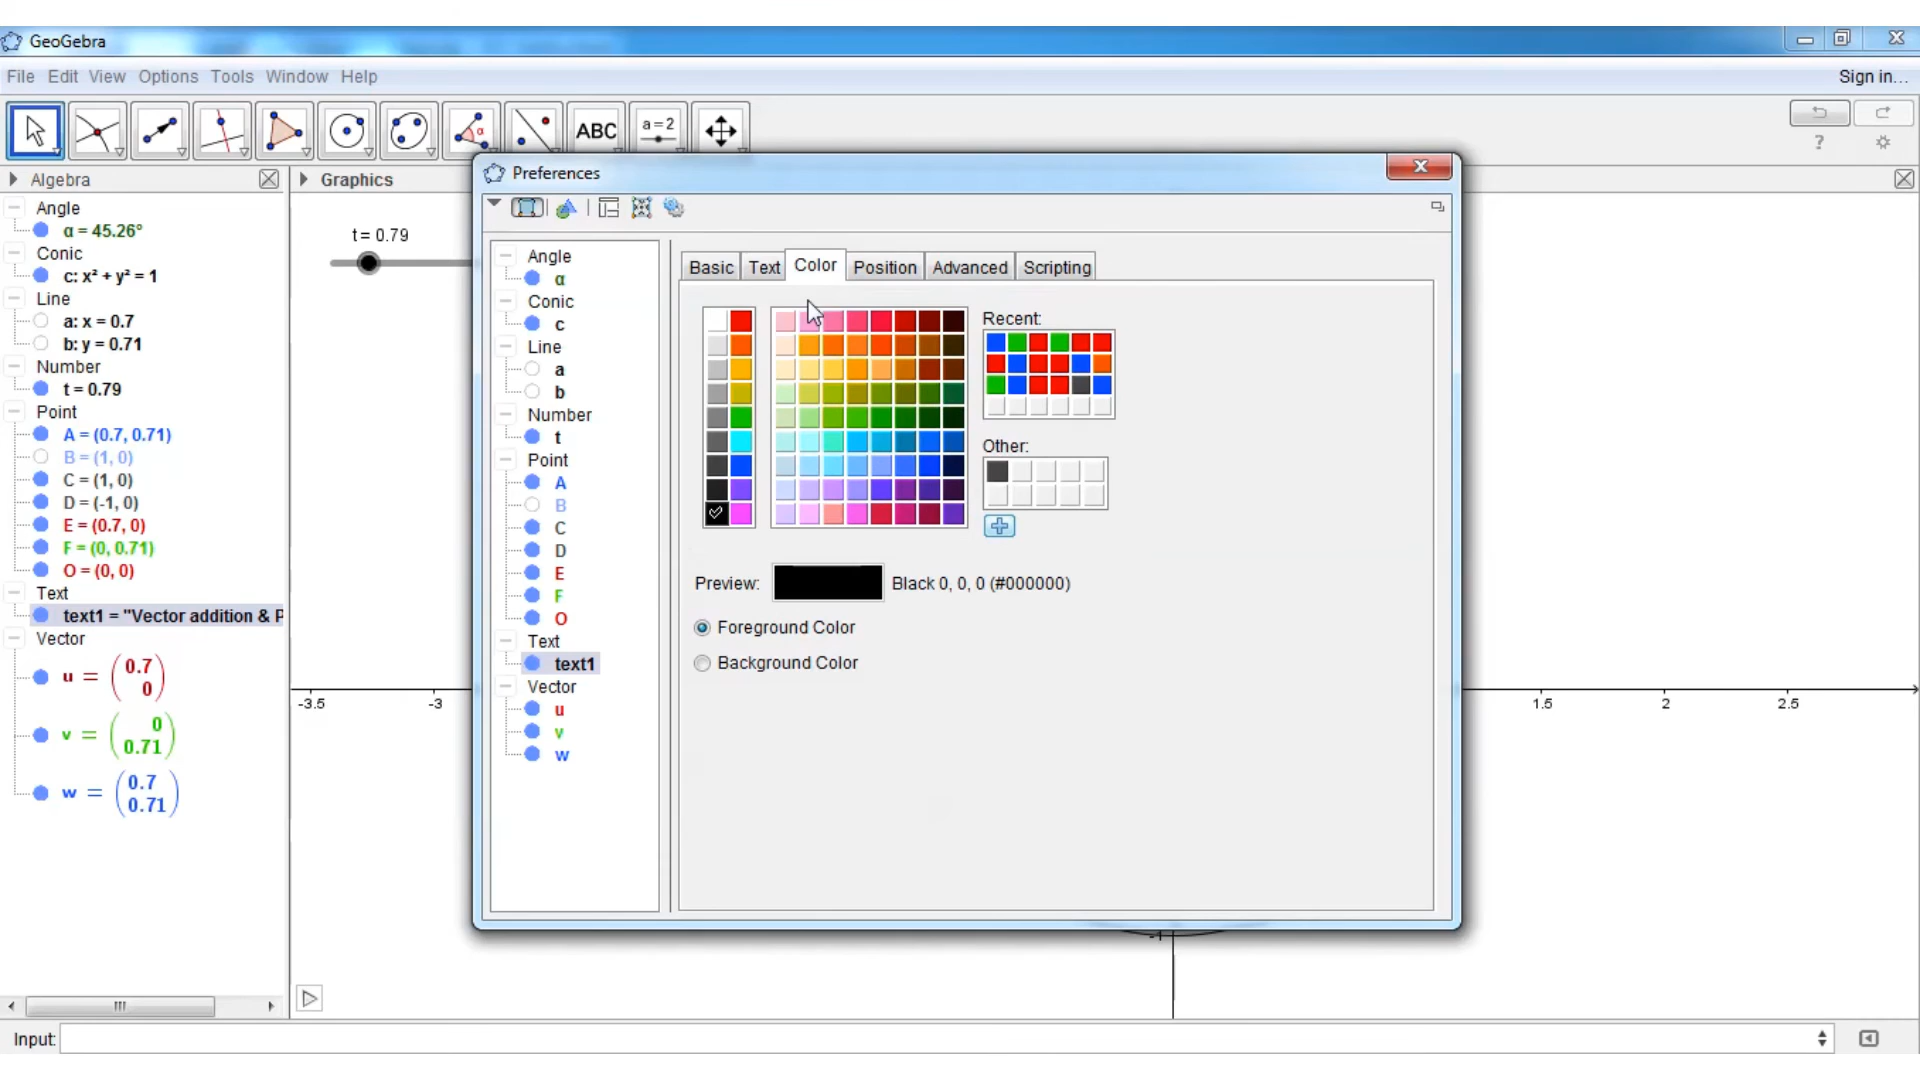 GeoGebra
File Edit View Options Tools Window Help
Sign in...
ABC
a=2
α
?
Algebra
Graphics
Angle
α = 45.26°
Conic
c: x² + y² = 1
Line
a: x = 0.7
b: y = 0.71
Number
t = 0.79
Point
A = (0.7, 0.71)
B = (1, 0)
C = (1, 0)
D = (-1, 0)
E = (0.7, 0)
F = (0, 0.71)
O = (0, 0)
Text
text1 = "Vector addition & P
Vector
u = (0.7
0)
v = (0
0.71)
w = (0.7
0.71)
t = 0.79
-3.5 -3
1.5 2 2.5
-1
Preferences
Angle
α
Conic
c
Line
a
b
Number
t
Point
A
B
C
D
E
F
O
Text
text1
Vector
u
v
w
Basic Text Color Position Advanced Scripting
Recent:
Other:
Preview: Black 0, 0, 0 (#000000)
Foreground Color
Background Color
Input: